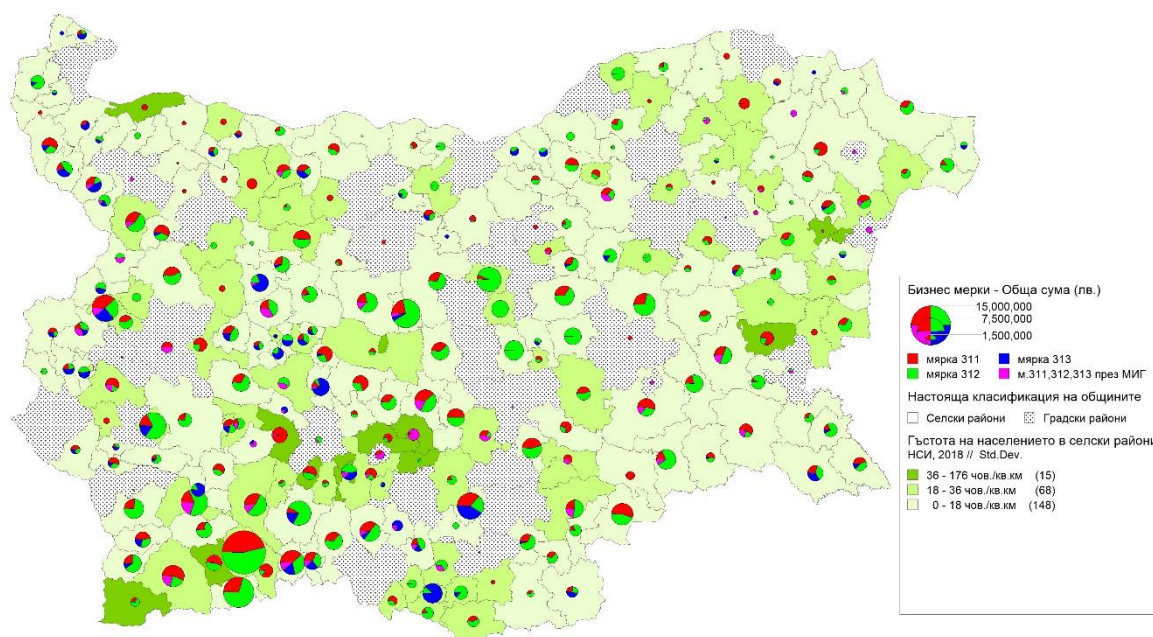 Бизнес мерки - Обща сума (лв.)
15,000,000
7,500,000
1,500,000
мярка 311 мярка 313
мярка 312 м.311,312,313 през МИГ
Настояща класификация на общините
Селски райони Градски райони
Гъстота на населението в селски райони
НСИ, 2018 // Std.Dev.
36 - 176 чов./кв.км (15)
18 - 36 чов./кв.км (68)
0 - 18 чов./кв.км (148)